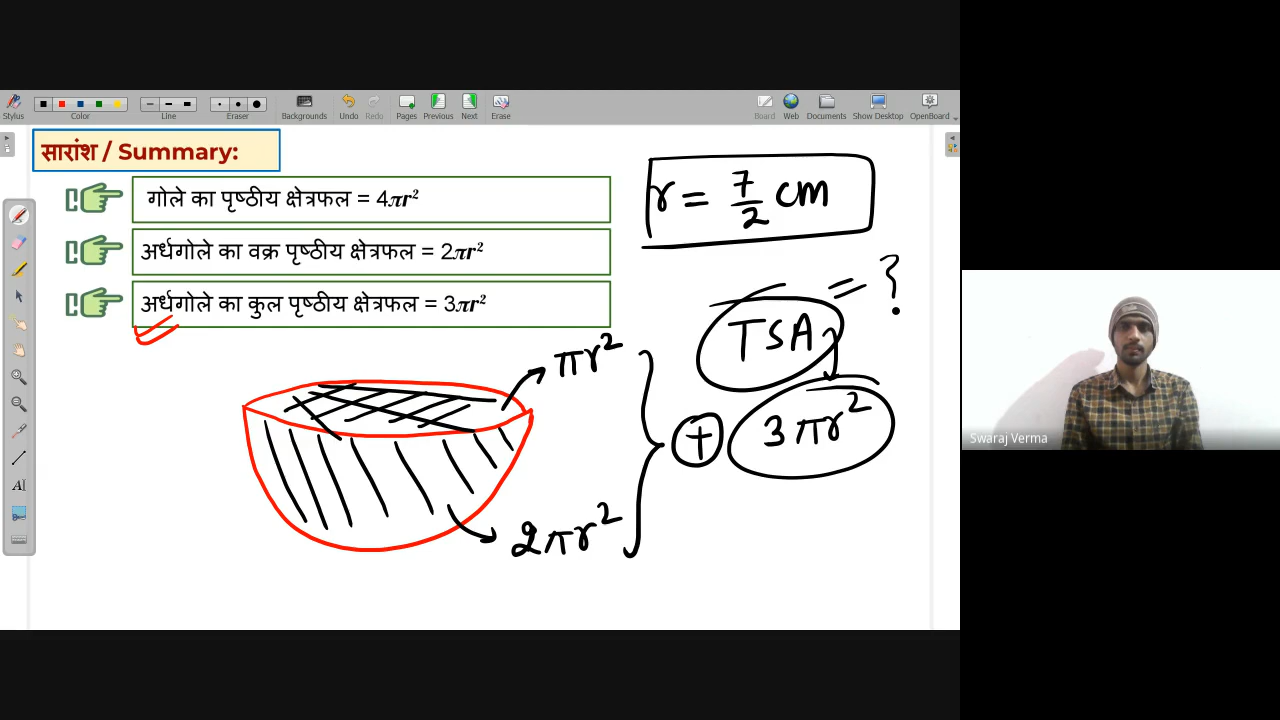 Stylus
Color
Line
Eraser
Backgrounds
Undo
Redo
Pages
Previous
Next
Erase
Board
Web
Documents
Show Desktop
OpenBoard
सारांश / Summary:
गोले का पृष्ठीय क्षेत्रफल = 4πr²
अर्धगोले का वक्र पृष्ठीय क्षेत्रफल = 2πr²
अर्धगोले का कुल पृष्ठीय क्षेत्रफल = 3πr²
r = 7/2 cm
TSA = ?
πr²
+ 3πr²
2πr²
Swaraj Verma